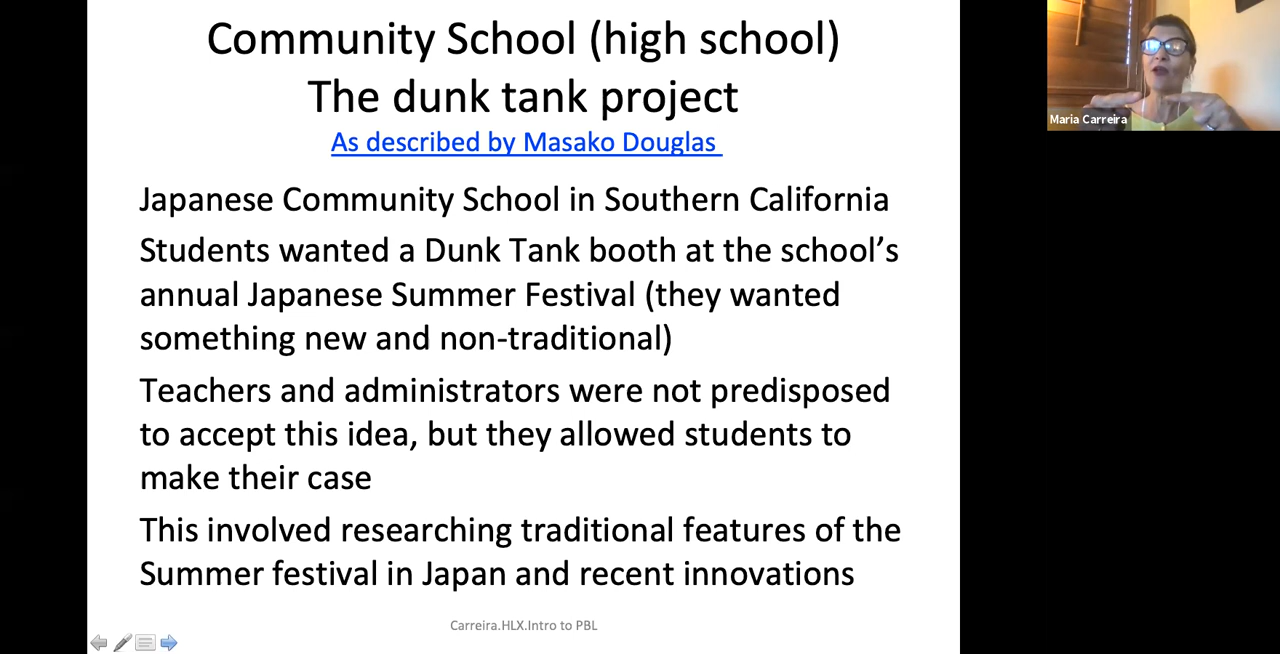 Community School (high school)
The dunk tank project
As described by Masako Douglas
Japanese Community School in Southern California
Students wanted a Dunk Tank booth at the school’s
annual Japanese Summer Festival (they wanted
something new and non-traditional)
Teachers and administrators were not predisposed
to accept this idea, but they allowed students to
make their case
This involved researching traditional features of the
Summer festival in Japan and recent innovations
Carreira.HLX.Intro to PBL
Maria Carreira